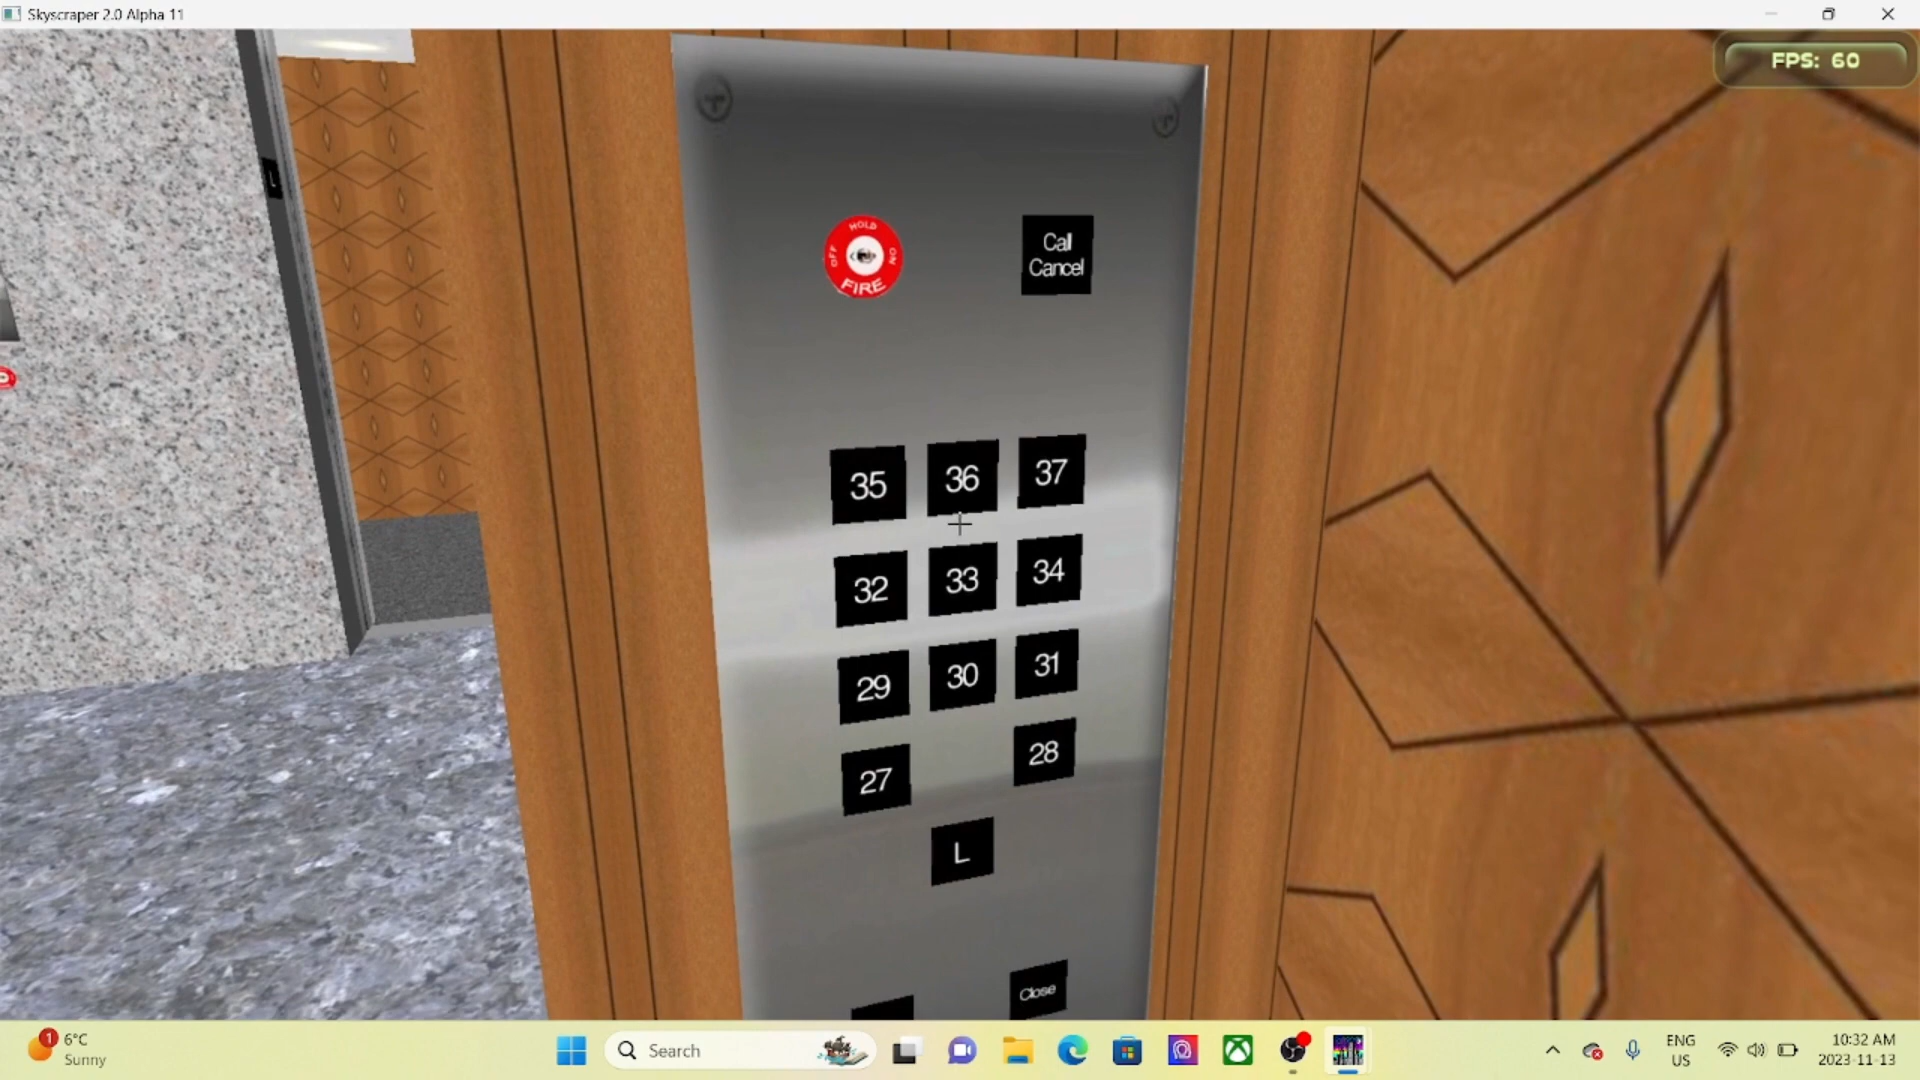 Skyscraper 2.0 Alpha 11
FPS: 60
HOLD
OFF ON
FIRE
Call
Cancel
35 36 37
32 33 34
29 30 31
27 28
L
Close
1
6°C
Sunny
Search
ENG
US
10:32 AM
2023-11-13